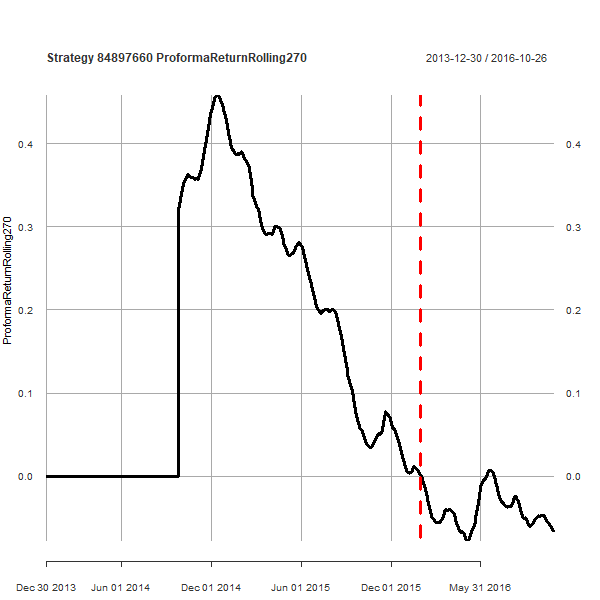 Strategy 84897660 ProformaReturnRolling270
2013-12-30 / 2016-10-26
ProformaReturnRolling270
0.4
0.4
0.3
0.3
0.2
0.2
0.1
0.1
0.0
0.0
Dec 30 2013
Jun 01 2014
Dec 01 2014
Jun 01 2015
Dec 01 2015
May 31 2016